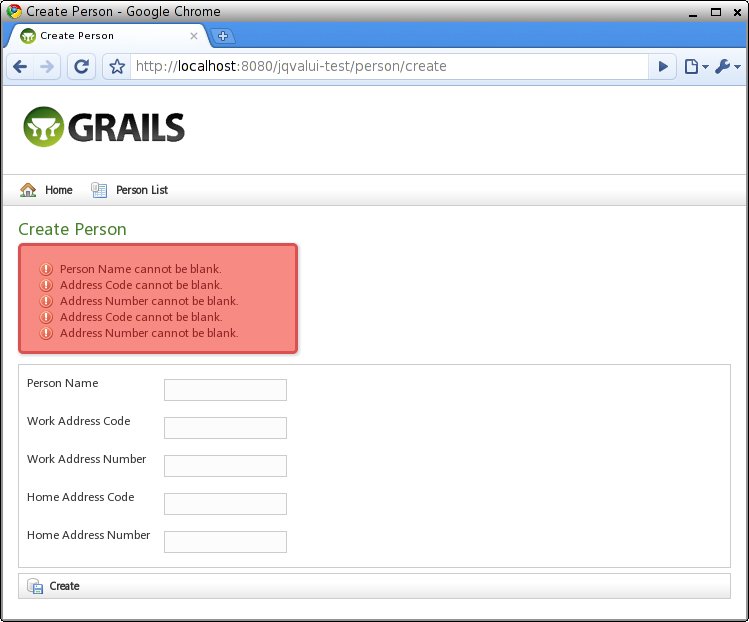 Create Person - Google Chrome
Create Person
http://localhost:8080/jqvalui-test/person/create
GRAILS
Home Person List
Create Person
Person Name cannot be blank.
Address Code cannot be blank.
Address Number cannot be blank.
Address Code cannot be blank.
Address Number cannot be blank.
Person Name
Work Address Code
Work Address Number
Home Address Code
Home Address Number
Create